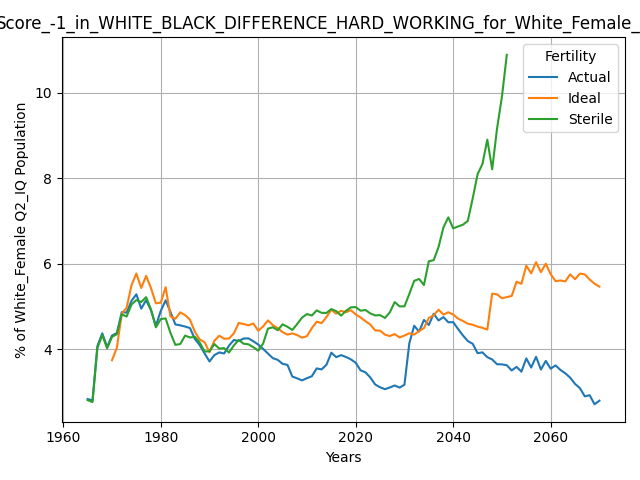 Score_-1_in_WHITE_BLACK_DIFFERENCE_HARD_WORKING_for_White_Female_
Fertility
Actual
Ideal
Sterile
% of White_Female Q2_IQ Population
10
8
6
4
1960 1980 2000 2020 2040 2060
Years